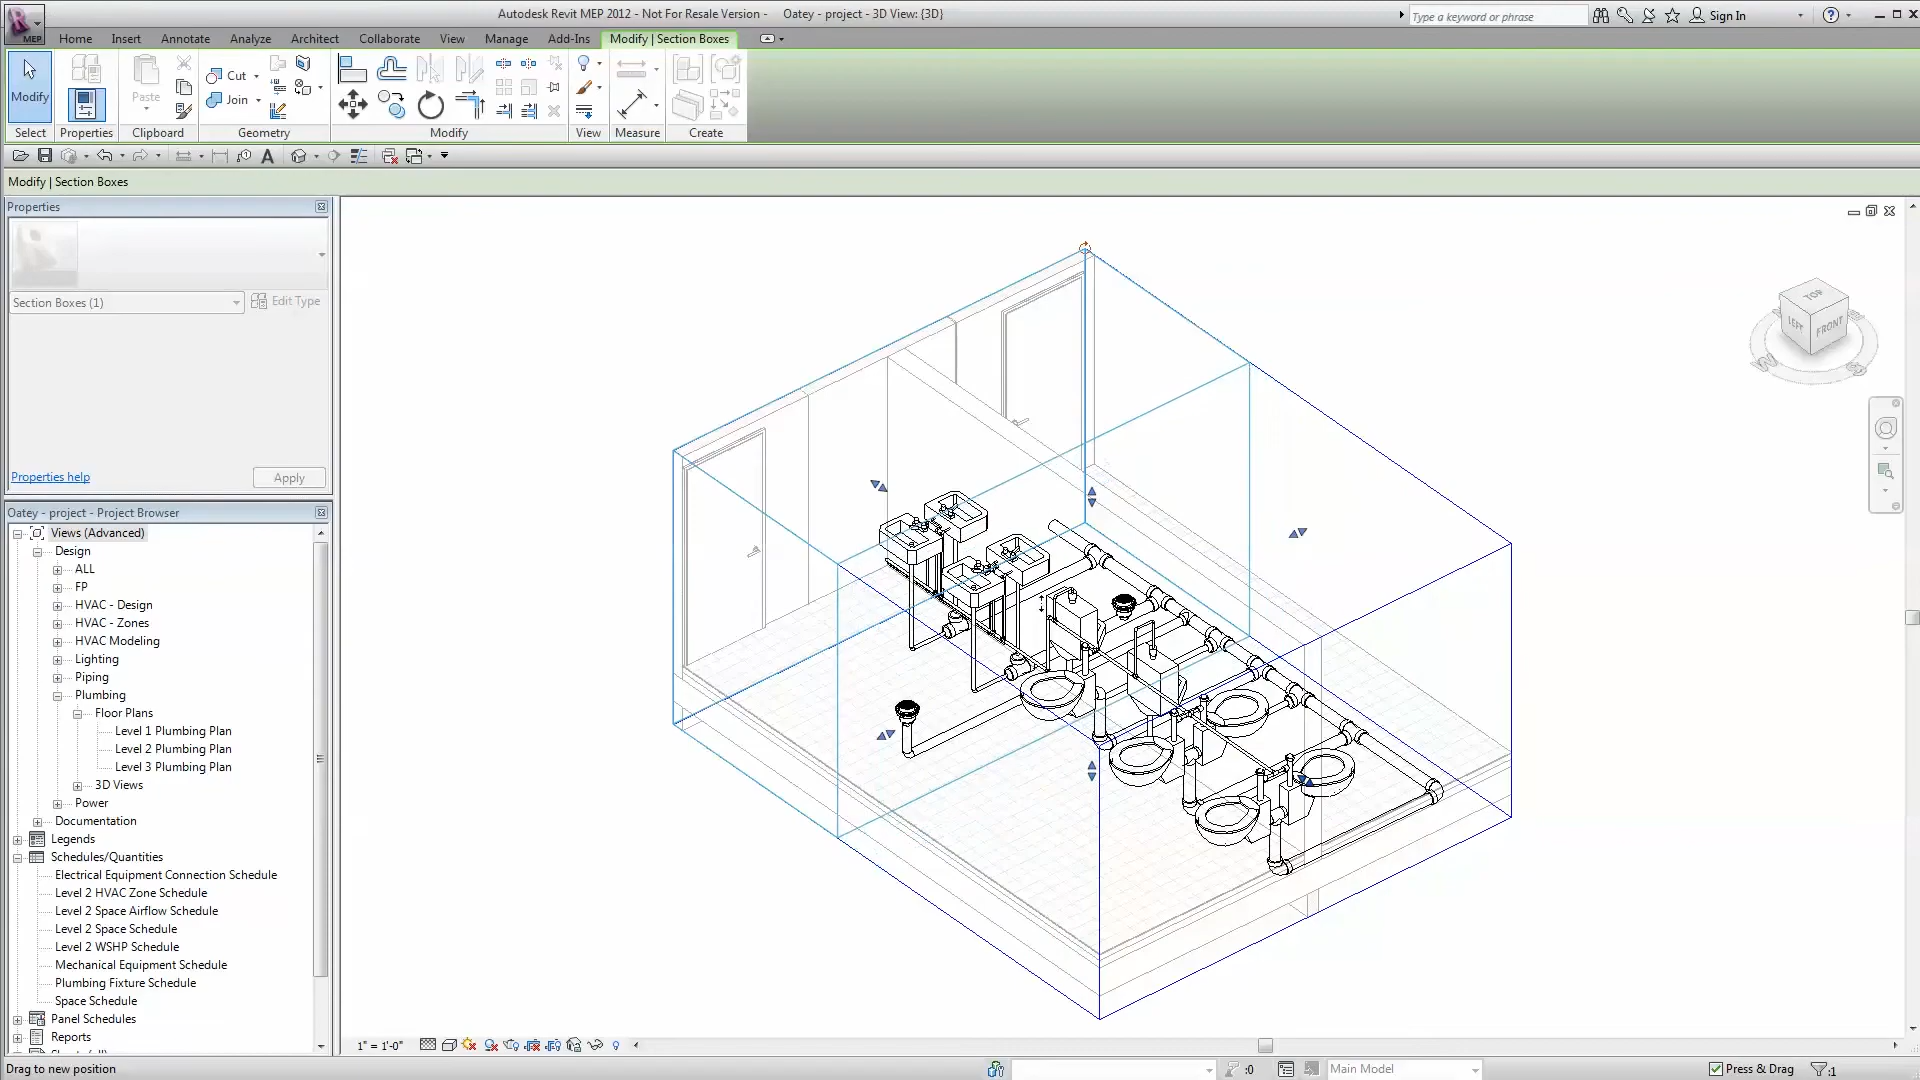 Autodesk Revit MEP 2012 - Not For Resale Version - Oatey - project - 3D View: {3D}
Type a keyword or phrase
Sign In
MEP
Home Insert Annotate Analyze Architect Collaborate View Manage Add-Ins Modify | Section Boxes
Modify
Paste
Cut
Join
Select Properties Clipboard Geometry Modify View Measure Create
Modify | Section Boxes
Properties
Section Boxes (1)
Edit Type
Properties help
Apply
Oatey - project - Project Browser
Views (Advanced)
Design
ALL
FP
HVAC - Design
HVAC - Zones
HVAC Modeling
Lighting
Piping
Plumbing
Floor Plans
Level 1 Plumbing Plan
Level 2 Plumbing Plan
Level 3 Plumbing Plan
3D Views
Power
Documentation
Legends
Schedules/Quantities
Electrical Equipment Connection Schedule
Level 2 HVAC Zone Schedule
Level 2 Space Airflow Schedule
Level 2 Space Schedule
Level 2 WSHP Schedule
Mechanical Equipment Schedule
Plumbing Fixture Schedule
Space Schedule
Panel Schedules
Reports
TOP
LEFT
FRONT
W
1" = 1'-0"
Drag to new position
:0
Main Model
Press & Drag
:1